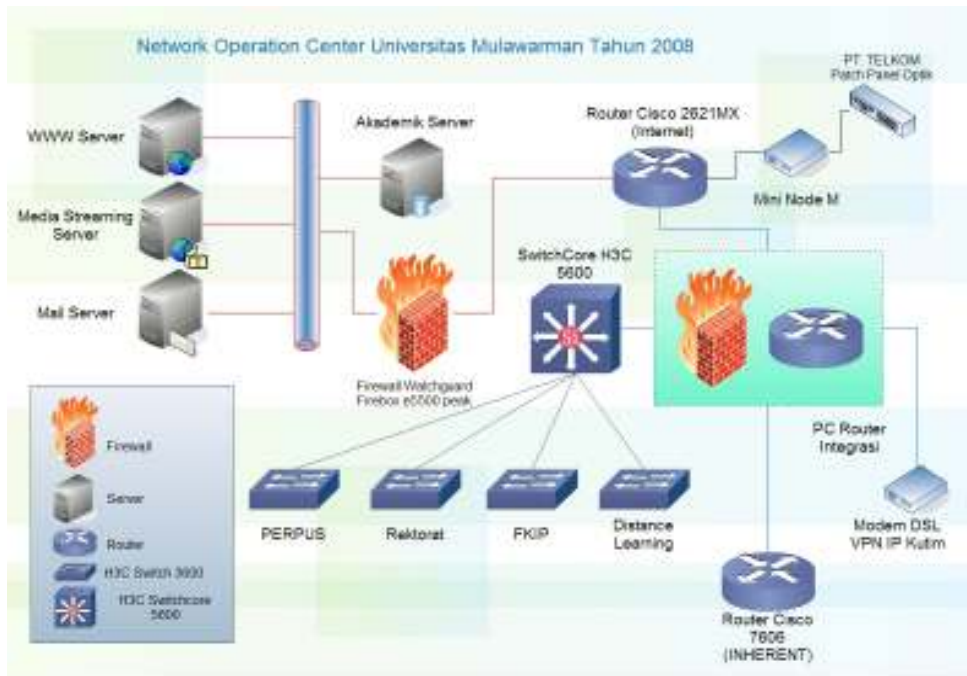 Network Operation Center Universitas Mulawarman Tahun 2008
PT. TELKOM
Patch Panel Optik
Router Cisco 2621MX
(Internet)
Akademik Server
WWW Server
Mini Node M
Media Streaming
Server
SwitchCore H3C
5600
Mail Server
Firewall Watchguard
Firebox e5500 peak
PC Router
Integrasi
Firewall
Server
Router
H3C Switch 3600
H3C Switchcore
5600
PERPUS
Rektorat
FKIP
Distance
Learning
Modem DSL
VPN IP Kutim
Router Cisco
7606
(INHERENT)